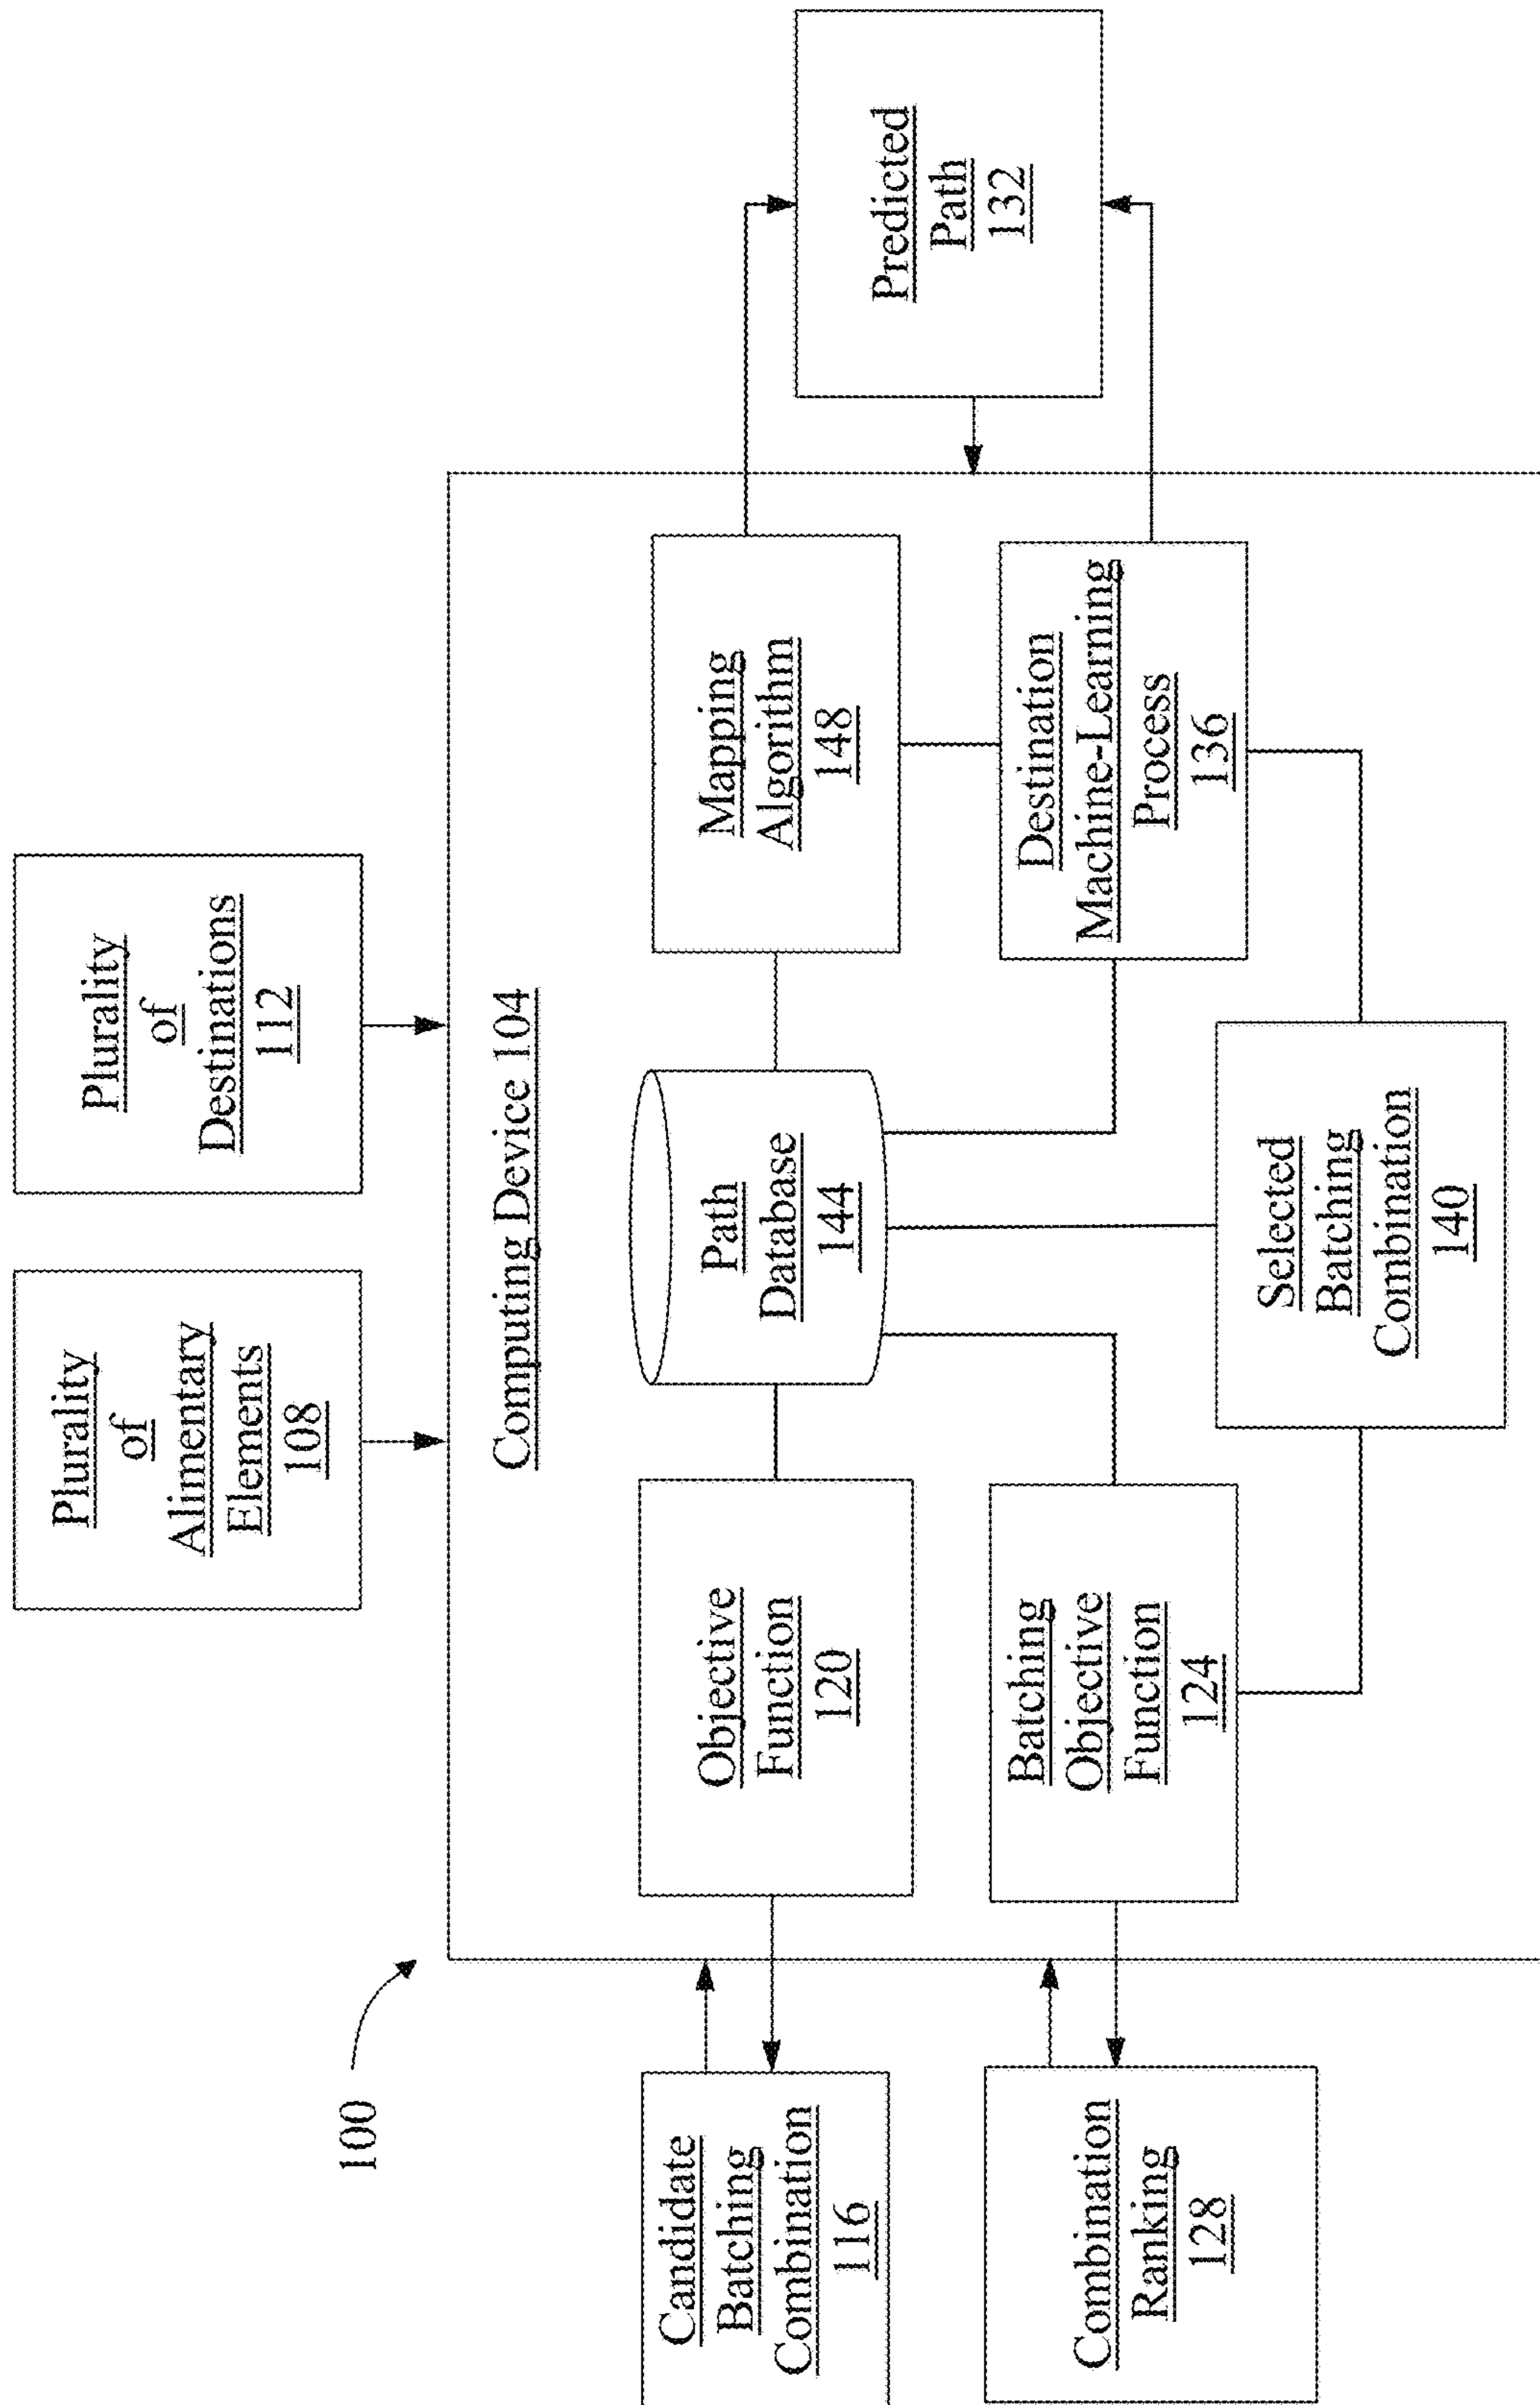 100
Plurality
of
Alimentary
Elements
108
Plurality
of
Destinations
112
Computing Device 104
Candidate
Batching
Combination
116
Objective
Function
120
Path
Database
144
Mapping
Algorithm
148
Predicted
Path
132
Combination
Ranking
128
Batching
Objective
Function
124
Destination
Machine-Learning
Process
136
Selected
Batching
Combination
140